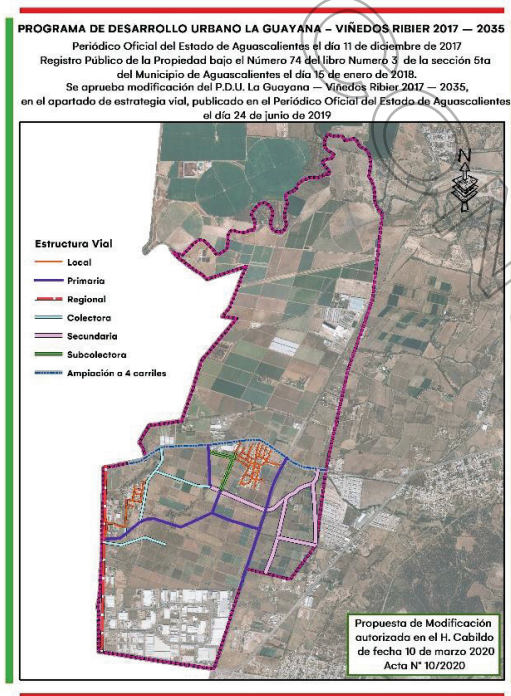 PROGRAMA DE DESARROLLO URBANO LA GUAYANA – VIÑEDOS RIBIER 2017 — 2035
Periódico Oficial del Estado de Aguascalientes el día 11 de diciembre de 2017
Registro Público de la Propiedad bajo el Número 74 del libro Numero 3, de la sección 5ta
del Municipio de Aguascalientes el día 15 de enero de 2018.
Se aprueba modificación del P.D.U. La Guayana — Viñedos Ribier 2017 — 2035,
en el apartado de estrategia vial, publicado en el Periódico Oficial del Estado de Aguascalientes
el día 24 de junio de 2019
N
Estructura Vial
Local
Primaria
Regional
Colectora
Secundaria
Subcolectora
Ampiación a 4 carriles
Propuesta de Modificación
autorizada en el H. Cabildo
de fecha 10 de marzo 2020
Acta N° 10/2020